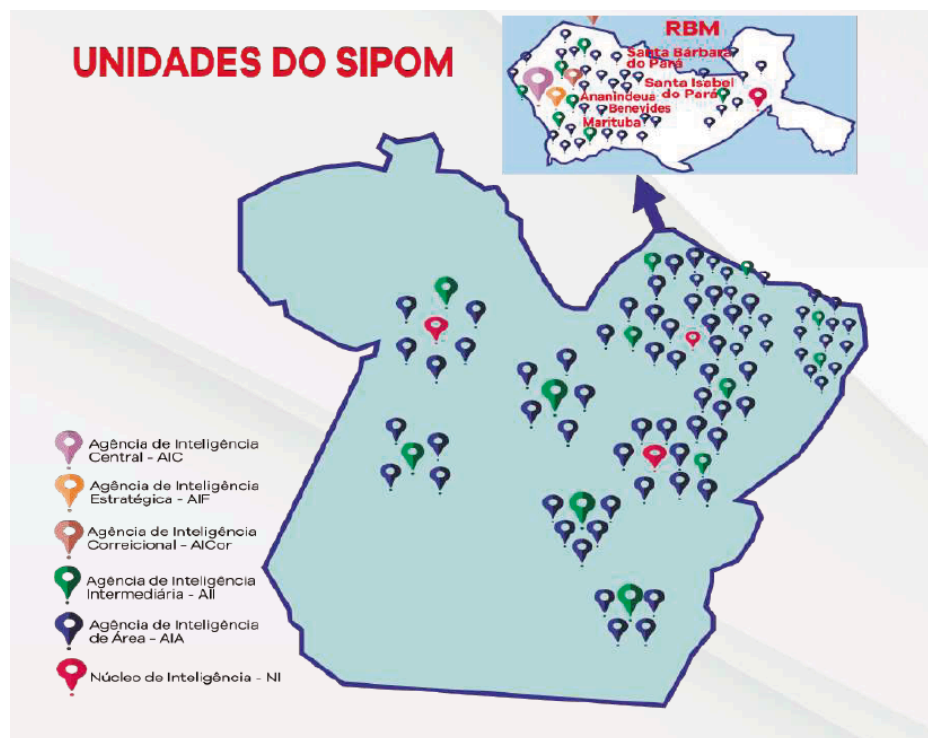 UNIDADES DO SIPOM
RBM
Santa Bárbara
do Pará
Santa Isabel
do Pará
Ananindeua
Benevides
Marituba
Agência de Inteligência
Central - AIC
Agência de Inteligência
Estratégica - AIF
Agência de Inteligência
Correicional - AICor
Agência de Inteligência
Intermediária - AII
Agência de Inteligência
de Área - AIA
Núcleo de Inteligência - NI